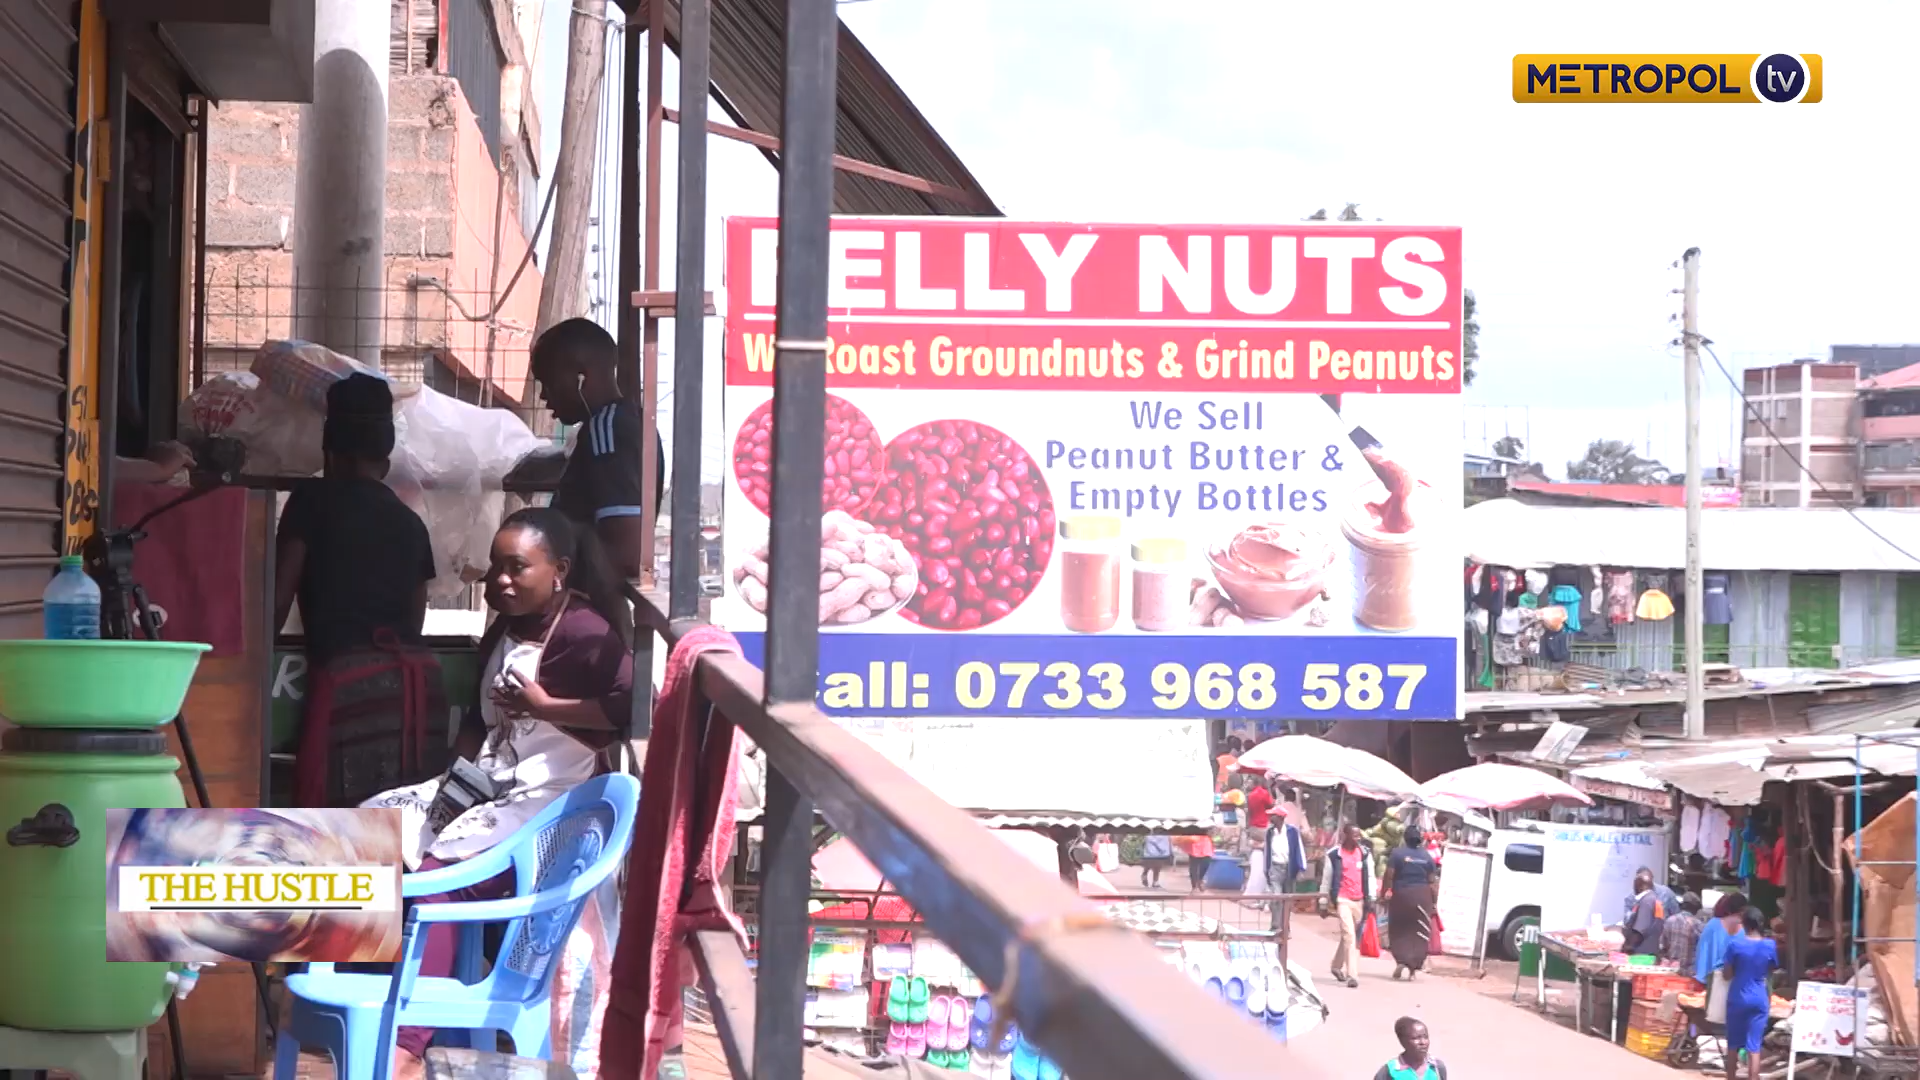 METROPOL tv
ELLY NUTS
Roast Groundnuts & Grind Peanuts
We Sell
Peanut Butter &
Empty Bottles
all: 0733 968 587
THE HUSTLE